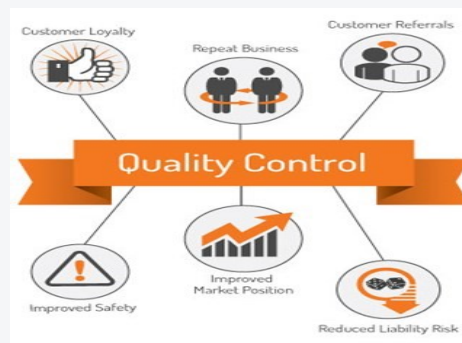 Customer Loyalty
Repeat Business
Customer Referrals
Quality Control
Improved Safety
Improved
Market Position
Reduced Liability Risk